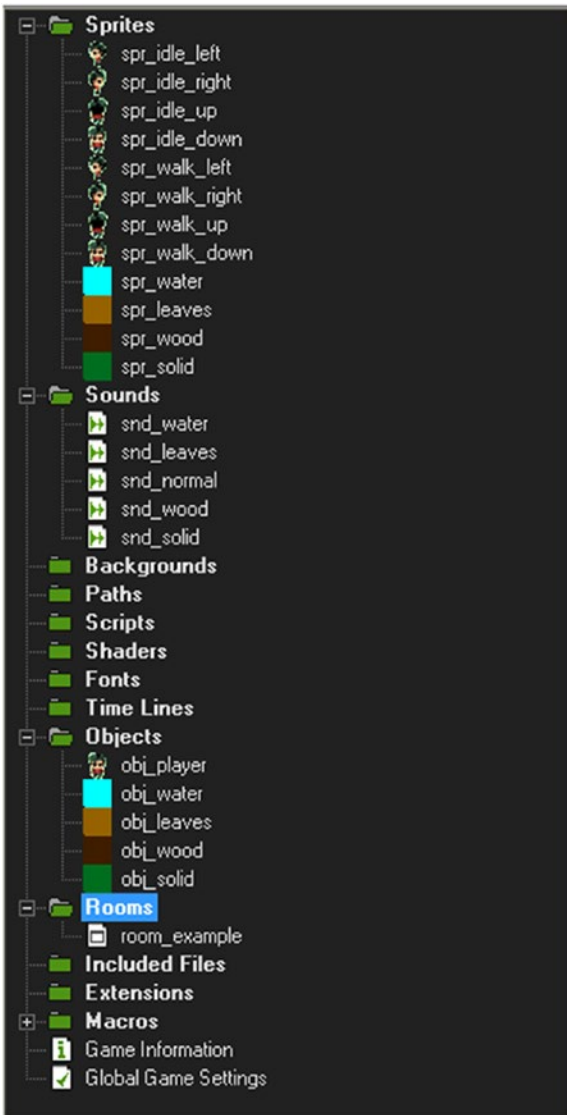 Sprites
spr_idle_left
spr_idle_right
spr_idle_up
spr_idle_down
spr_walk_left
spr_walk_right
spr_walk_up
spr_walk_down
spr_water
spr_leaves
spr_wood
spr_solid
Sounds
snd_water
snd_leaves
snd_normal
snd_wood
snd_solid
Backgrounds
Paths
Scripts
Shaders
Fonts
Time Lines
Objects
obj_player
obj_water
obj_leaves
obj_wood
obj_solid
Rooms
room_example
Included Files
Extensions
Macros
Game Information
Global Game Settings